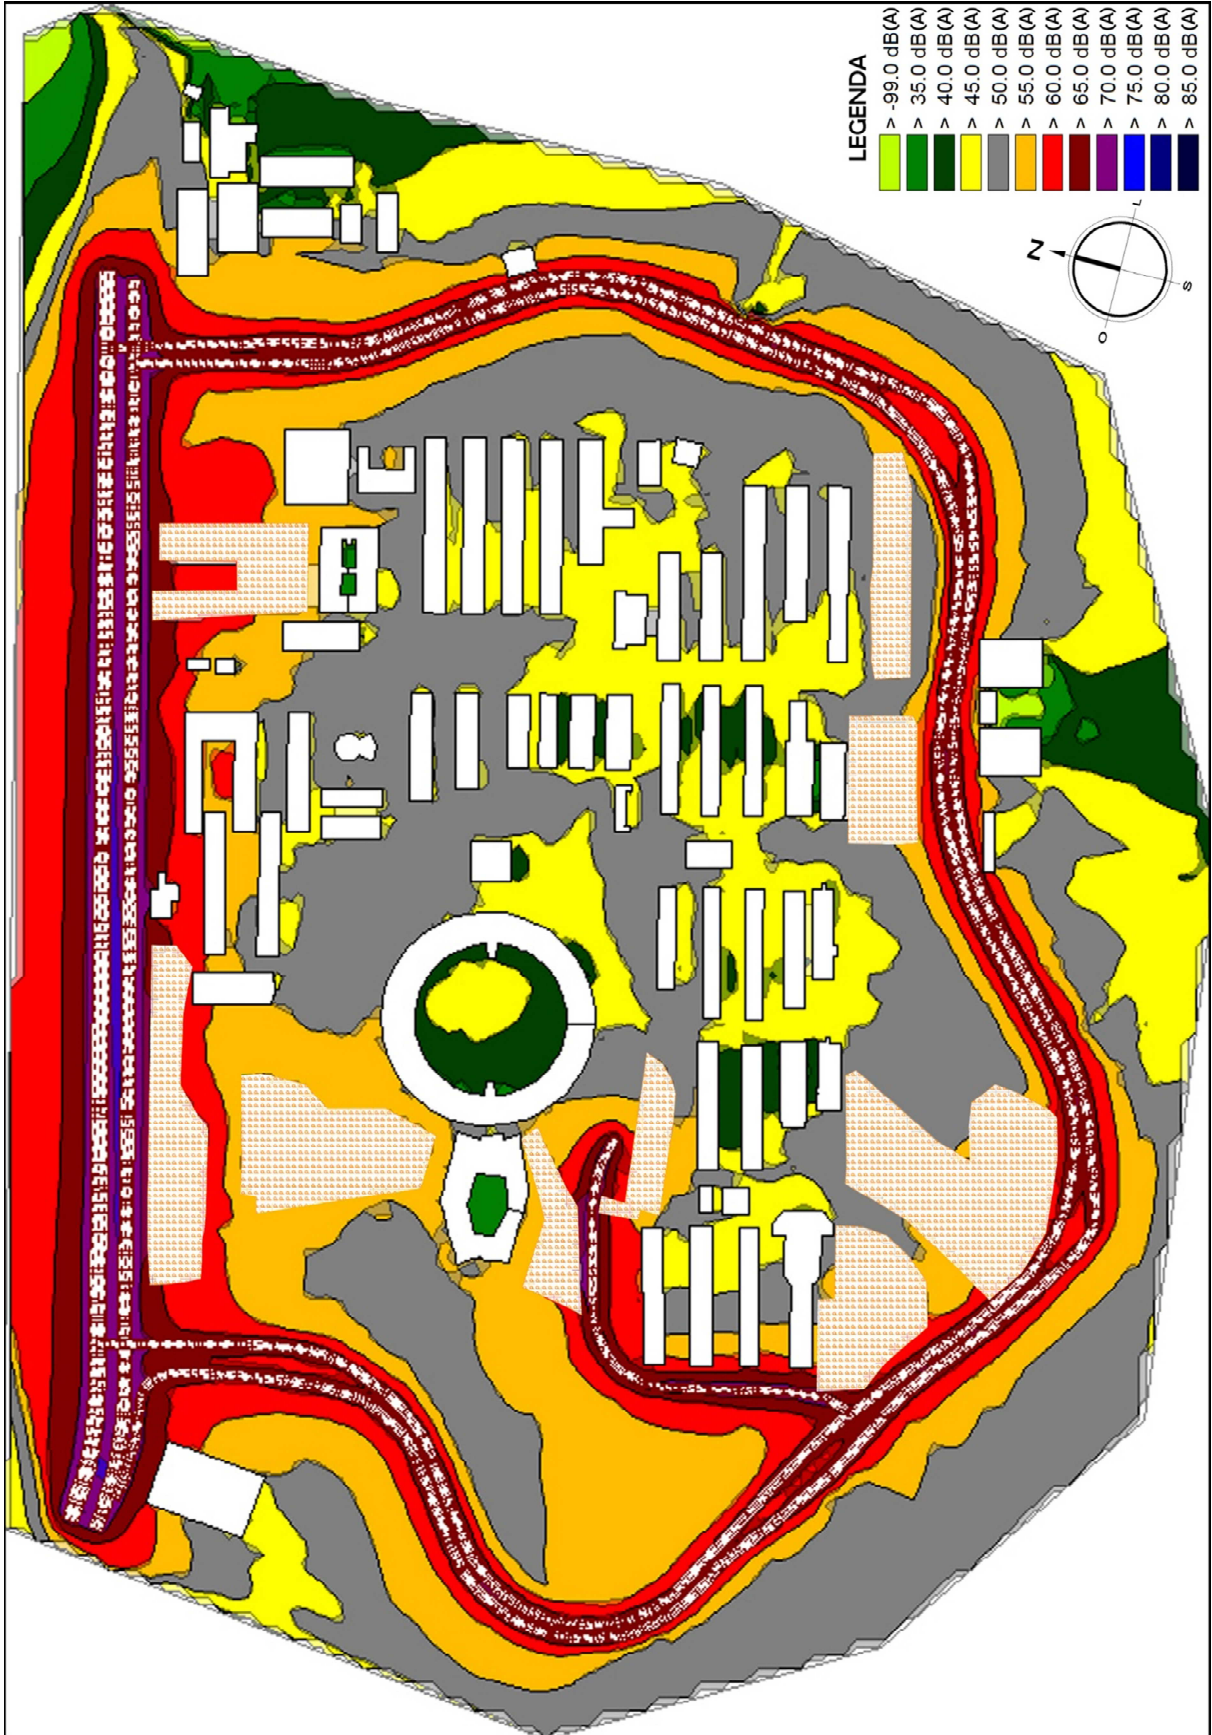 LEGENDA
> -99.0 dB(A)
> 35.0 dB(A)
> 40.0 dB(A)
> 45.0 dB(A)
> 50.0 dB(A)
> 55.0 dB(A)
> 60.0 dB(A)
> 65.0 dB(A)
> 70.0 dB(A)
> 75.0 dB(A)
> 80.0 dB(A)
> 85.0 dB(A)
N
L
S
O